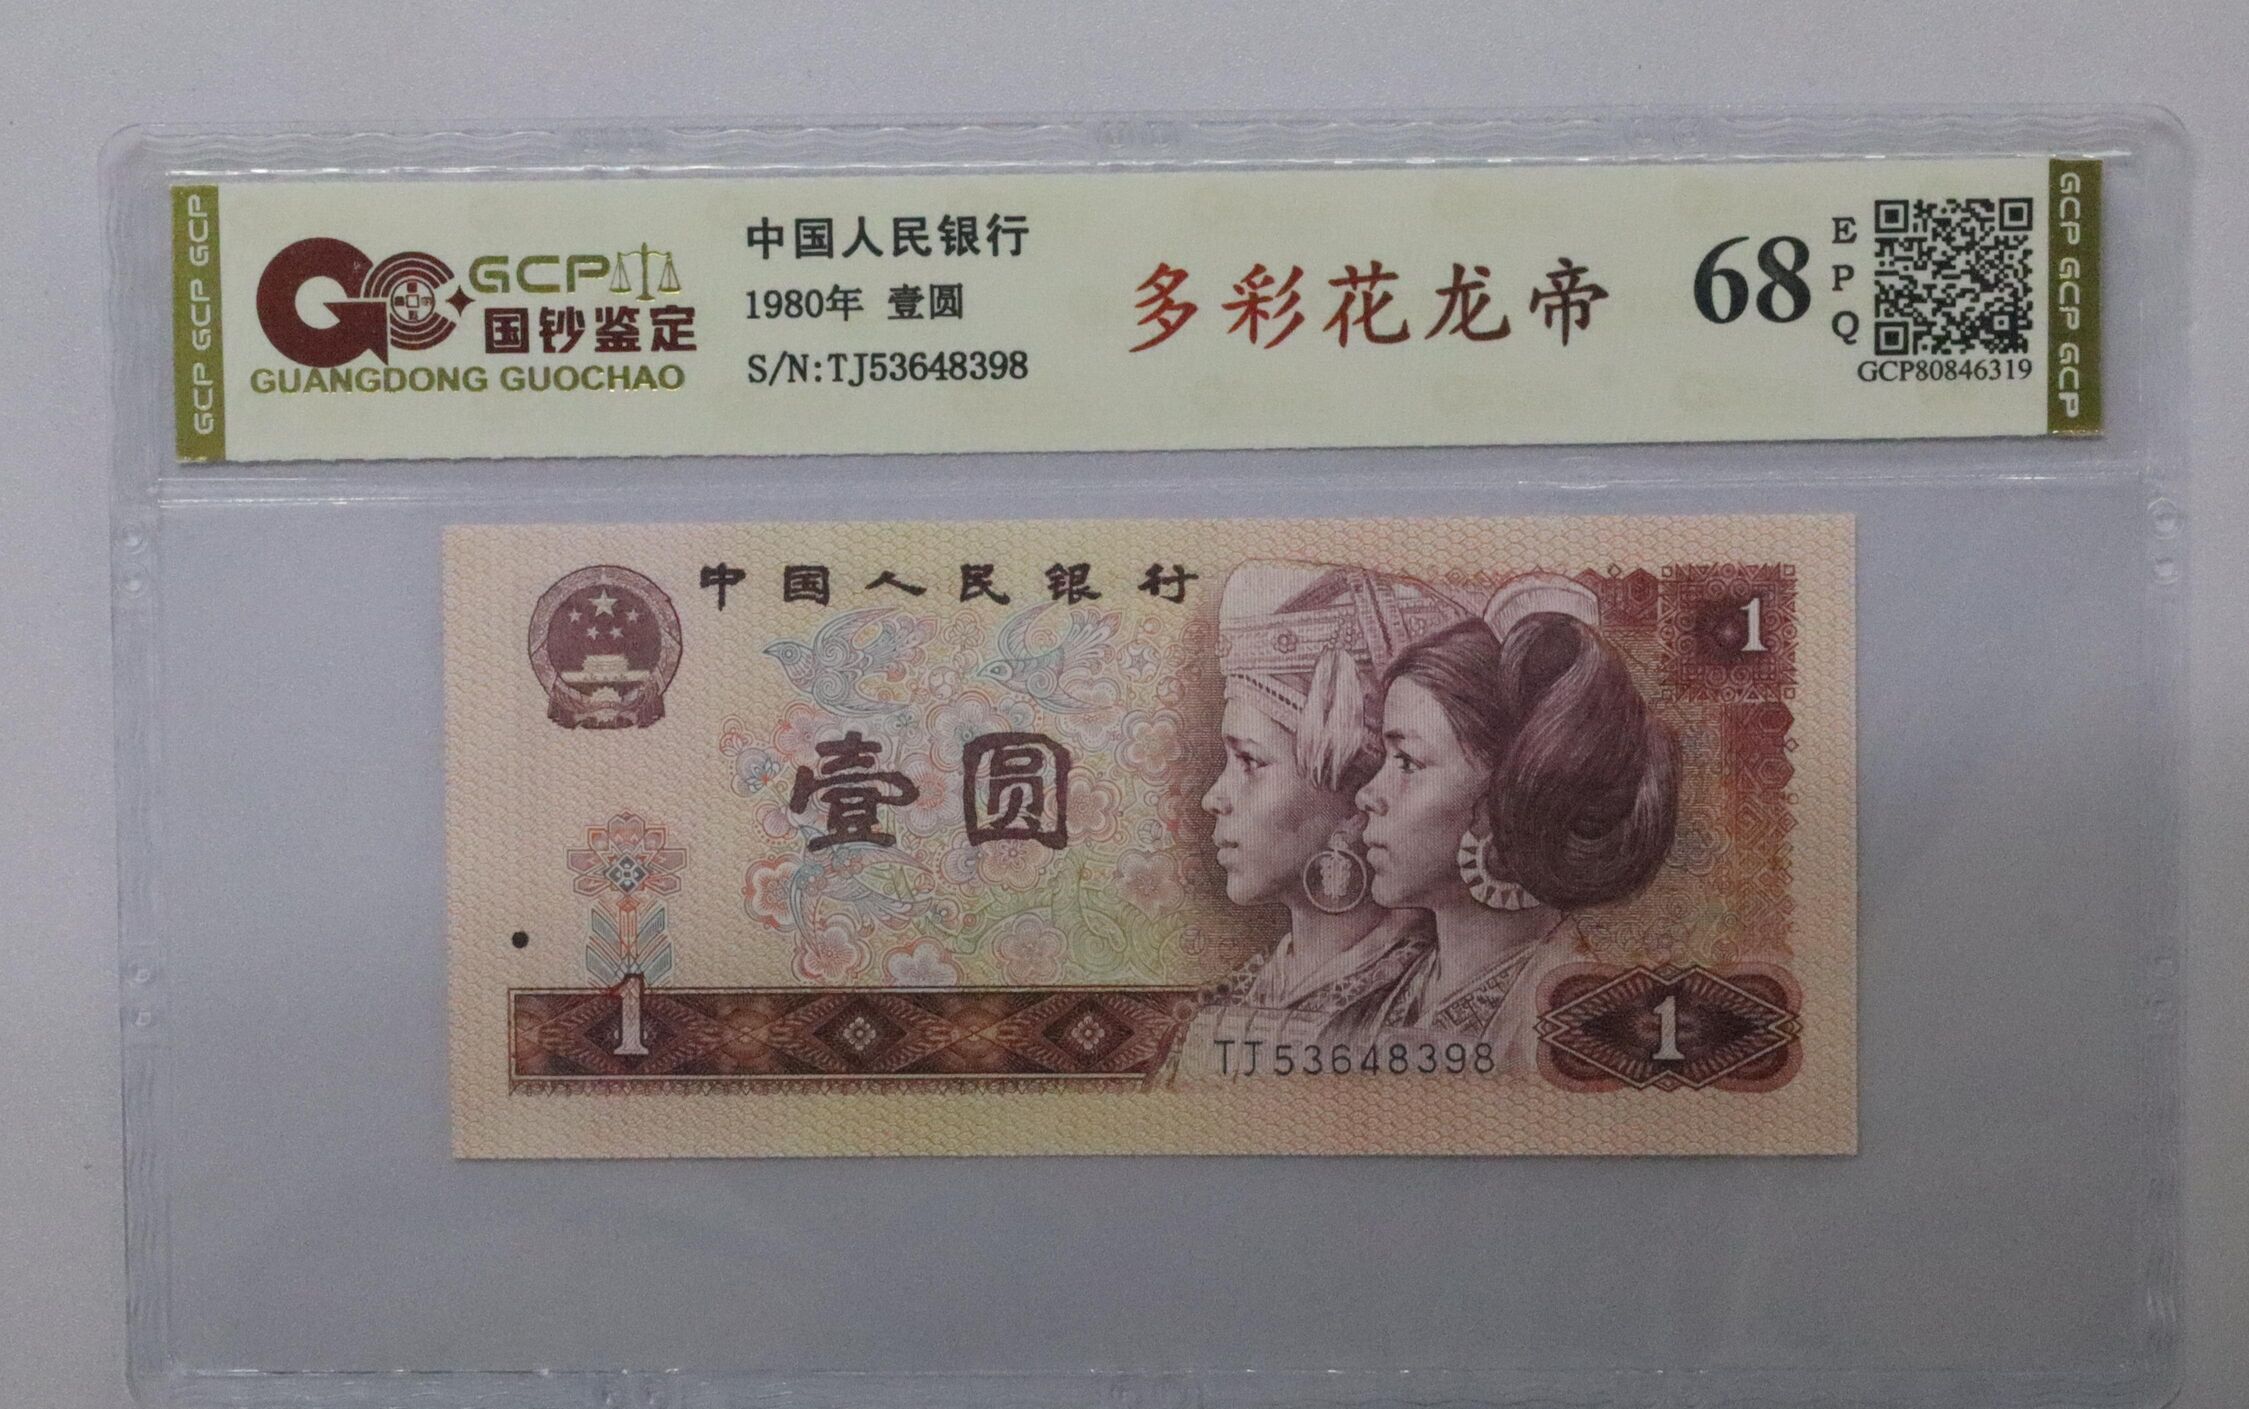 GCP GCP GCP
GCP
国钞鉴定
GUANGDONG GUOCHAO
中国人民银行
1980年 壹圆
S/N:TJ53648398
多彩花龙帝
68
EPQ
GCP80846319
GCP GCP GCP
中国人民银行
1
壹圆
1
TJ53648398
1